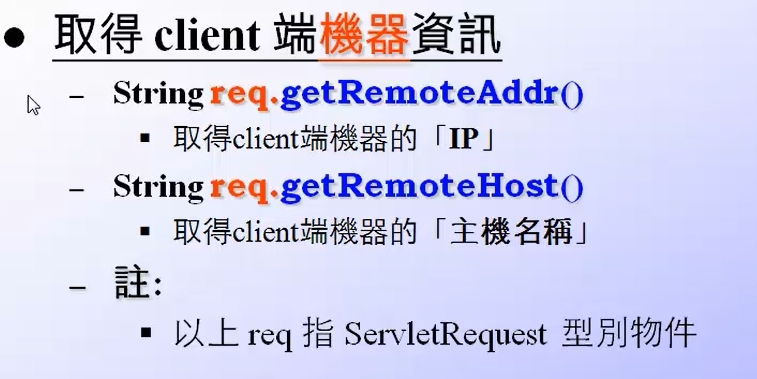 ● 取得 client 端機器資訊
– String req.getRemoteAddr()
▪ 取得client端機器的「IP」
– String req.getRemoteHost()
▪ 取得client端機器的「主機名稱」
– 註:
▪ 以上 req 指 ServletRequest 型別物件